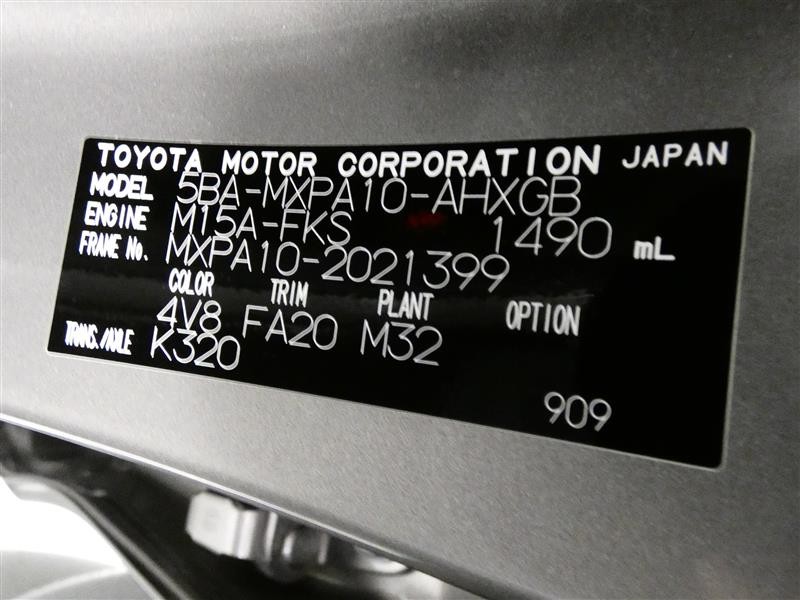 TOYOTA MOTOR CORPORATION JAPAN
MODEL 5BA-MXPA10-AHXGB
ENGINE M15A-FKS 1490 mL
FRAME No. MXPA10-2021399
COLOR TRIM PLANT OPTION
4V8 FA20 M32
TRANS./AXLE K320
909